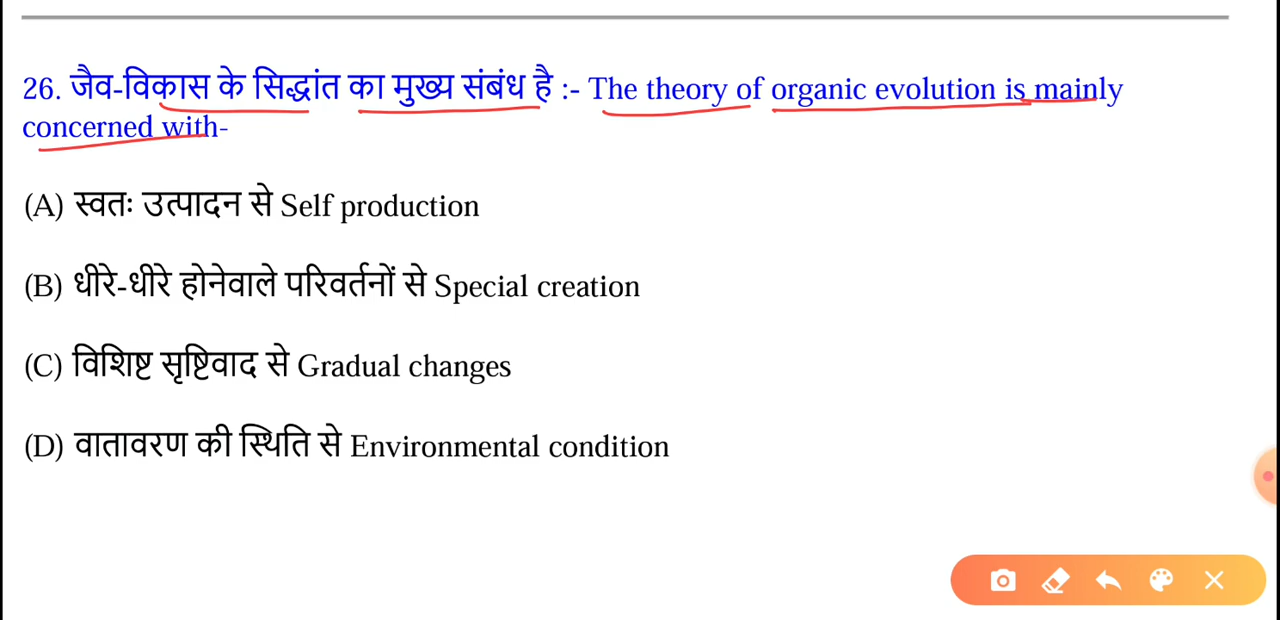 26. जैव-विकास के सिद्धांत का मुख्य संबंध है :- The theory of organic evolution is mainly
concerned with-
(A) स्वतः उत्पादन से Self production
(B) धीरे-धीरे होनेवाले परिवर्तनों से Special creation
(C) विशिष्ट सृष्टिवाद से Gradual changes
(D) वातावरण की स्थिति से Environmental condition